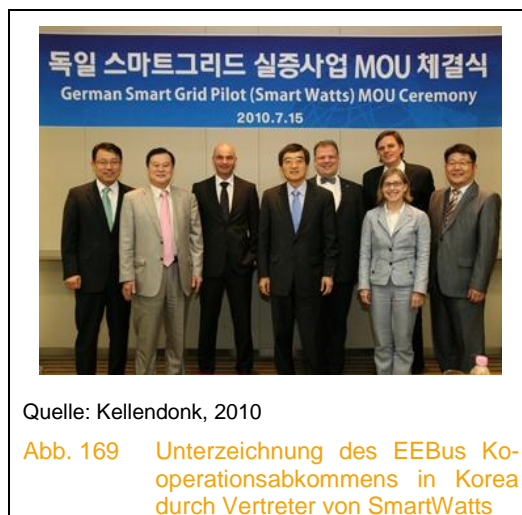 독일 스마트그리드 실증사업 MOU 체결식
German Smart Grid Pilot (Smart Watts) MOU Ceremony
2010.7.15
Quelle: Kellendonk, 2010
Abb. 169 Unterzeichnung des EEBus Ko-
operationsabkommens in Korea
durch Vertreter von SmartWatts